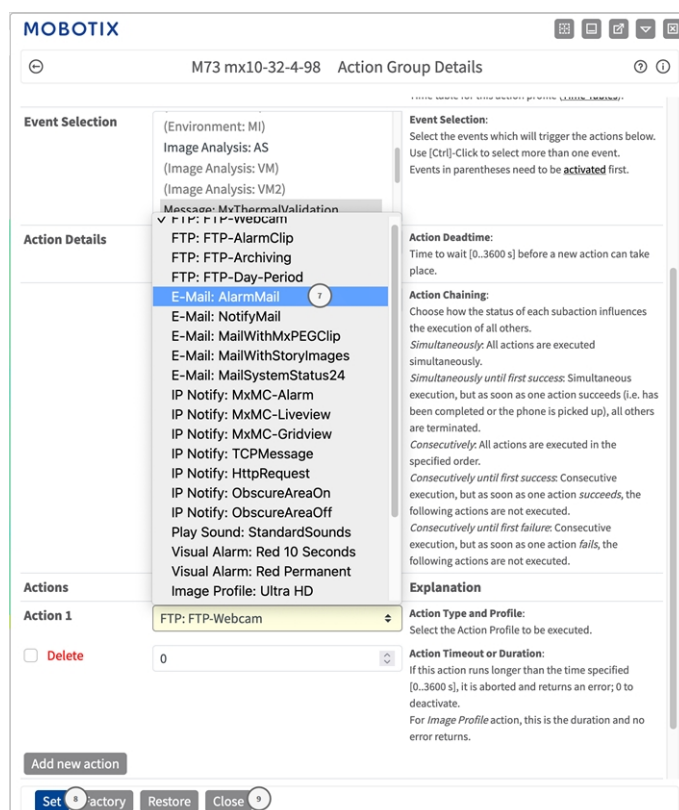 MOBOTIX
M73 mx10-32-4-98 Action Group Details
Time table for this action profile (Time Tables).
Event Selection
(Environment: MI)
Image Analysis: AS
(Image Analysis: VM)
(Image Analysis: VM2)
Message: MxThermalValidation
Event Selection:
Select the events which will trigger the actions below.
Use [Ctrl]-Click to select more than one event.
Events in parentheses need to be activated first.
Action Details
✓ FTP: FTP-Webcam
FTP: FTP-AlarmClip
FTP: FTP-Archiving
FTP: FTP-Day-Period
E-Mail: AlarmMail 7
E-Mail: NotifyMail
E-Mail: MailWithMxPEGClip
E-Mail: MailWithStoryImages
E-Mail: MailSystemStatus24
IP Notify: MxMC-Alarm
IP Notify: MxMC-Liveview
IP Notify: MxMC-Gridview
IP Notify: TCPMessage
IP Notify: HttpRequest
IP Notify: ObscureAreaOn
IP Notify: ObscureAreaOff
Play Sound: StandardSounds
Visual Alarm: Red 10 Seconds
Visual Alarm: Red Permanent
Image Profile: Ultra HD
Action Deadtime:
Time to wait [0..3600 s] before a new action can take
place.
Action Chaining:
Choose how the status of each subaction influences
the execution of all others.
Simultaneously: All actions are executed
simultaneously.
Simultaneously until first success: Simultaneous
execution, but as soon as one action succeeds (i.e. has
been completed or the phone is picked up), all others
are terminated.
Consecutively: All actions are executed in the
specified order.
Consecutively until first success: Consecutive
execution, but as soon as one action succeeds, the
following actions are not executed.
Consecutively until first failure: Consecutive
execution, but as soon as one action fails, the
following actions are not executed.
Actions
Explanation
Action 1
FTP: FTP-Webcam
Action Type and Profile:
Select the Action Profile to be executed.
Delete
0
Action Timeout or Duration:
If this action runs longer than the time specified
[0..3600 s], it is aborted and returns an error; 0 to
deactivate.
For Image Profile action, this is the duration and no
error returns.
Add new action
Set 8 Factory Restore Close 9